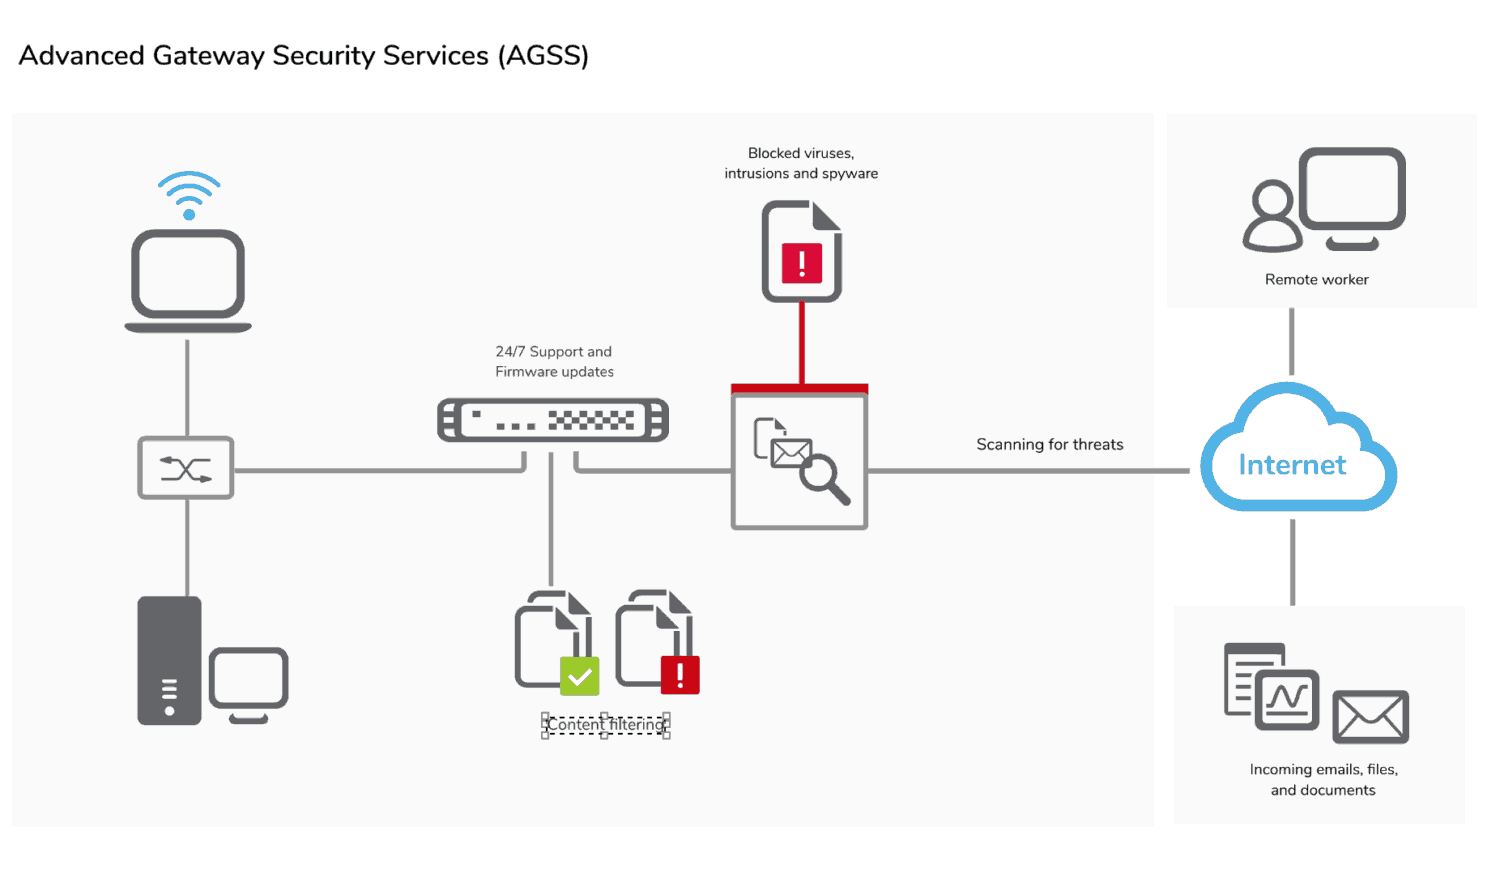 Advanced Gateway Security Services (AGSS)
Blocked viruses,
intrusions and spyware
Remote worker
24/7 Support and
Firmware updates
Scanning for threats
Internet
Content filtering
Incoming emails, files,
and documents